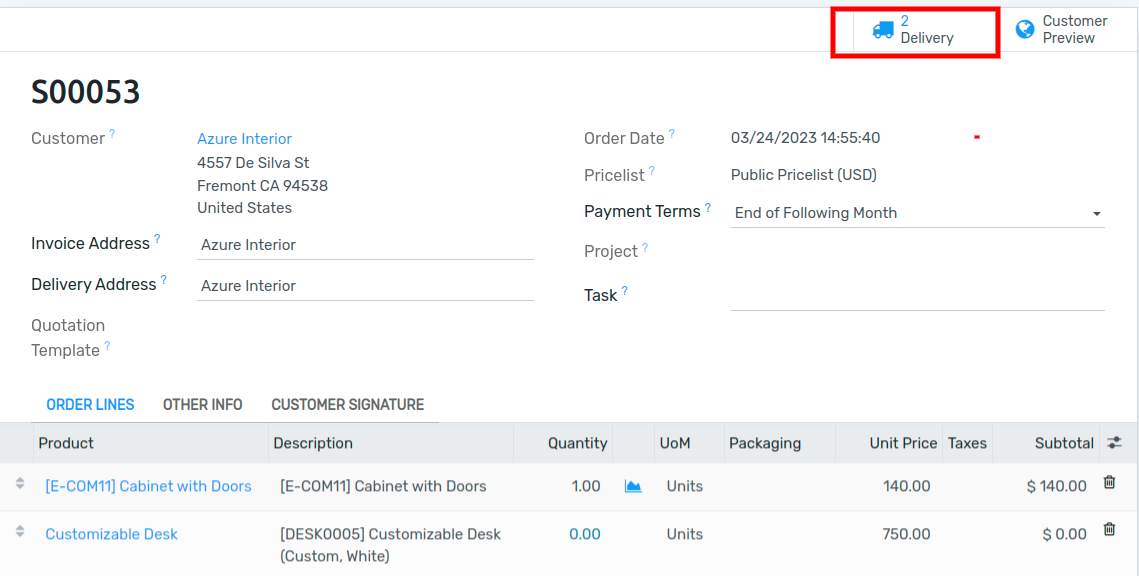 2
Delivery
Customer
Preview
S00053
Customer ?
Azure Interior
4557 De Silva St
Fremont CA 94538
United States
Invoice Address ?
Azure Interior
Delivery Address ?
Azure Interior
Quotation
Template ?
Order Date ?
03/24/2023 14:55:40
Pricelist ?
Public Pricelist (USD)
Payment Terms ?
End of Following Month
Project ?
Task ?
ORDER LINES OTHER INFO CUSTOMER SIGNATURE
Product Description Quantity UoM Packaging Unit Price Taxes Subtotal
[E-COM11] Cabinet with Doors [E-COM11] Cabinet with Doors 1.00 Units 140.00 $ 140.00
Customizable Desk [DESK0005] Customizable Desk 0.00 Units 750.00 $ 0.00
(Custom, White)